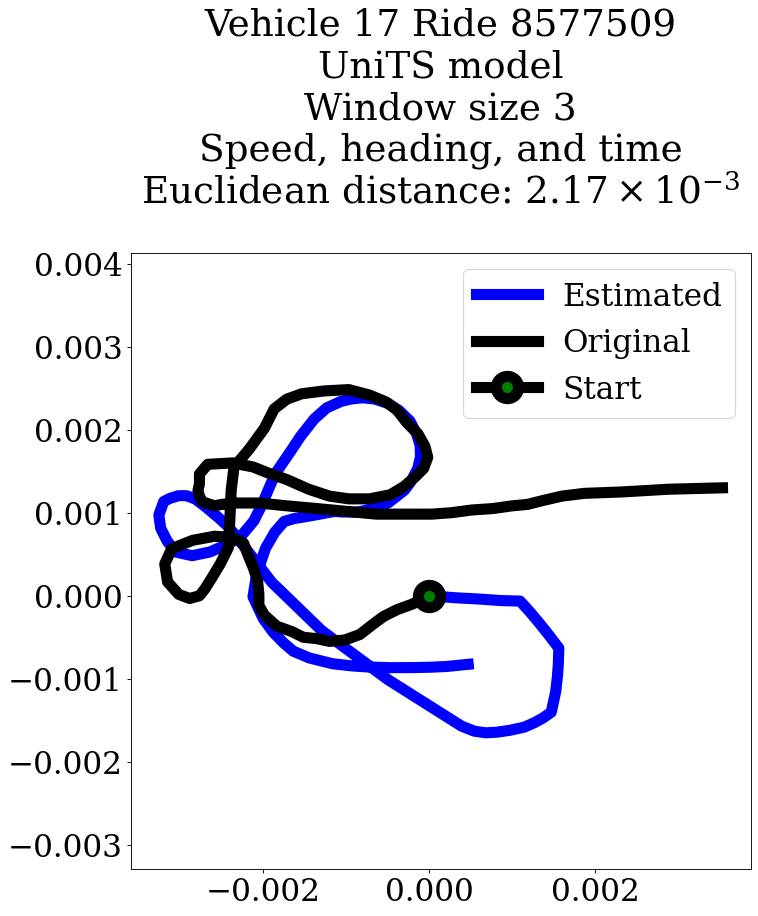 Vehicle 17 Ride 8577509
UniTS model
Window size 3
Speed, heading, and time
Euclidean distance: 2.17 × 10⁻³
0.004
0.003
0.002
0.001
0.000
−0.001
−0.002
−0.003
Estimated
Original
Start
−0.002 0.000 0.002